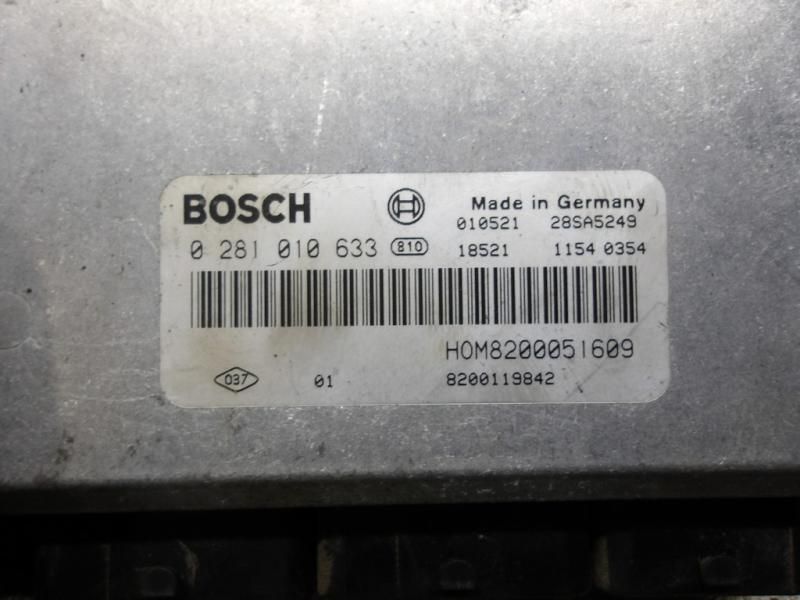 BOSCH Made in Germany
010521 28SA5249
0 281 010 633 810 18521 1154 0354
HOM8200051609
037 01 8200119842